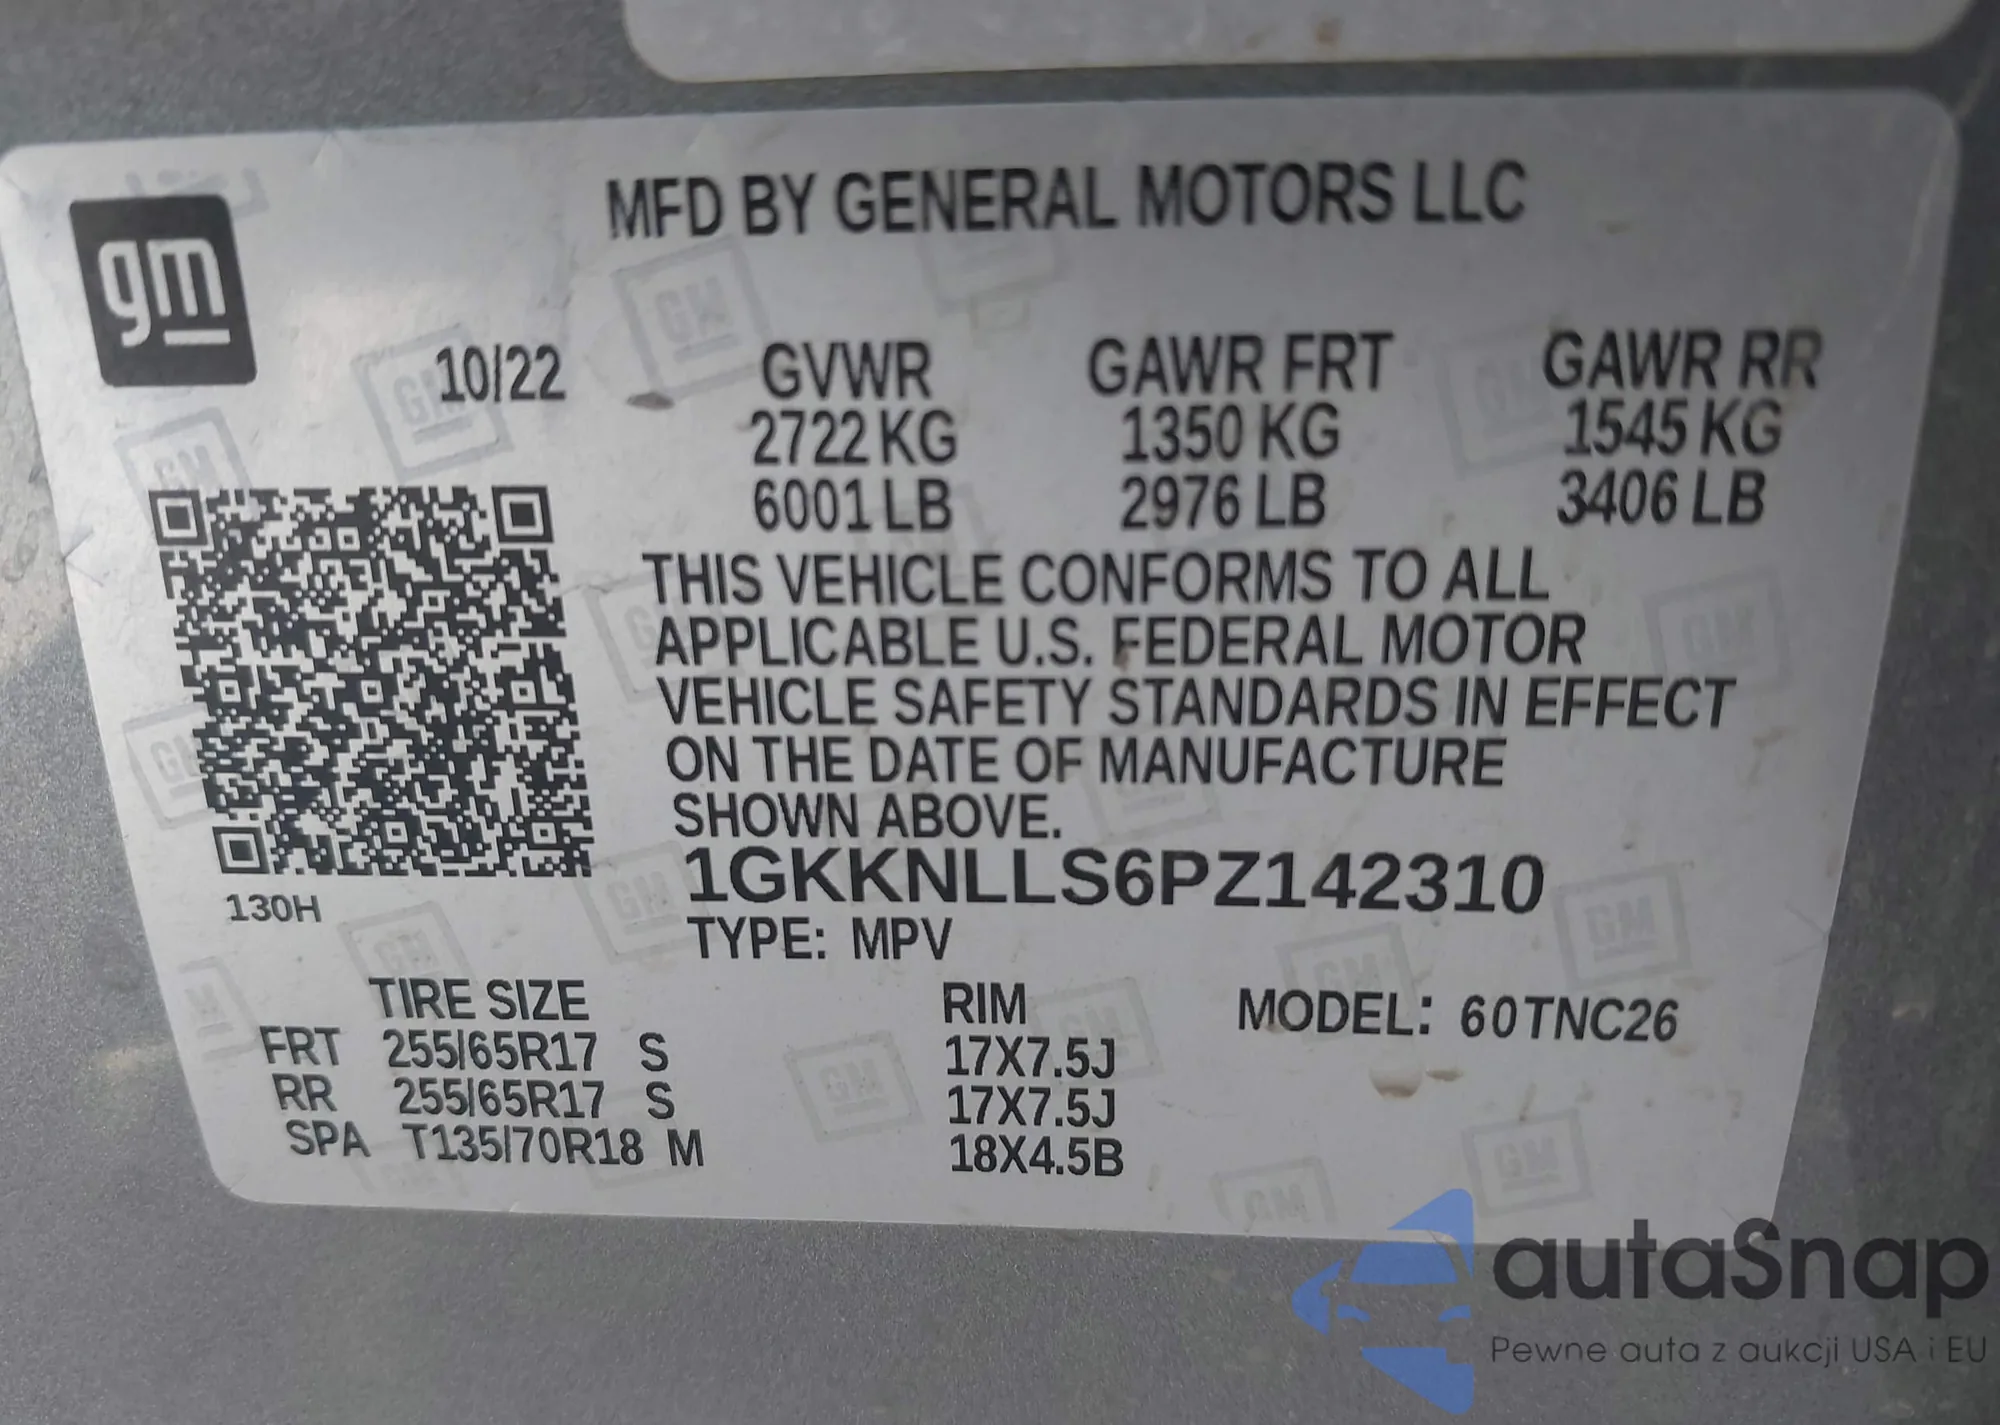 gm
MFD BY GENERAL MOTORS LLC
10/22
GVWR GAWR FRT GAWR RR
2722 KG 1350 KG 1545 KG
6001 LB 2976 LB 3406 LB
THIS VEHICLE CONFORMS TO ALL
APPLICABLE U.S. FEDERAL MOTOR
VEHICLE SAFETY STANDARDS IN EFFECT
ON THE DATE OF MANUFACTURE
SHOWN ABOVE.
1GKKNLLS6PZ142310
130H
TYPE: MPV
TIRE SIZE RIM MODEL: 60TNC26
FRT 255/65R17 S 17X7.5J
RR 255/65R17 S 17X7.5J
SPA T135/70R18 M 18X4.5B
autaSnap
Pewne auta z aukcji USA i EU